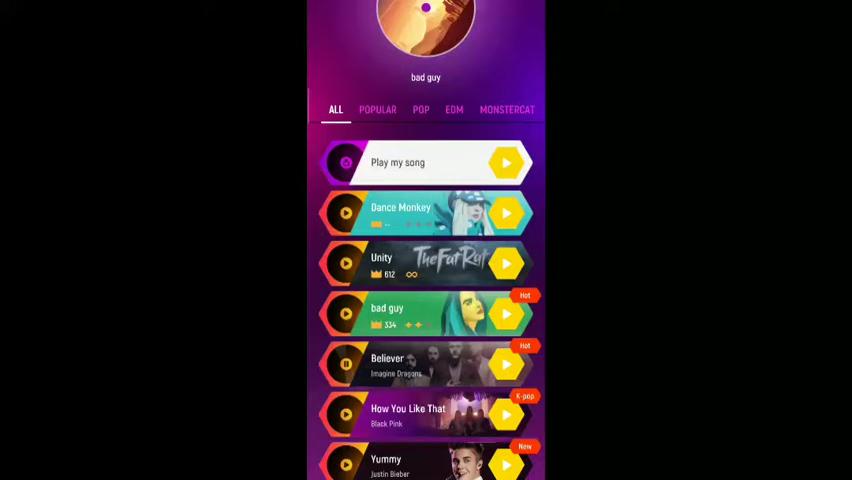 bad guy
ALL POPULAR POP EDM MONSTERCAT
Play my song
Dance Monkey
--
Unity
TheFatRat
612
Hot
bad guy
334
Hot
Believer
Imagine Dragons
K-pop
How You Like That
Black Pink
New
Yummy
Justin Bieber